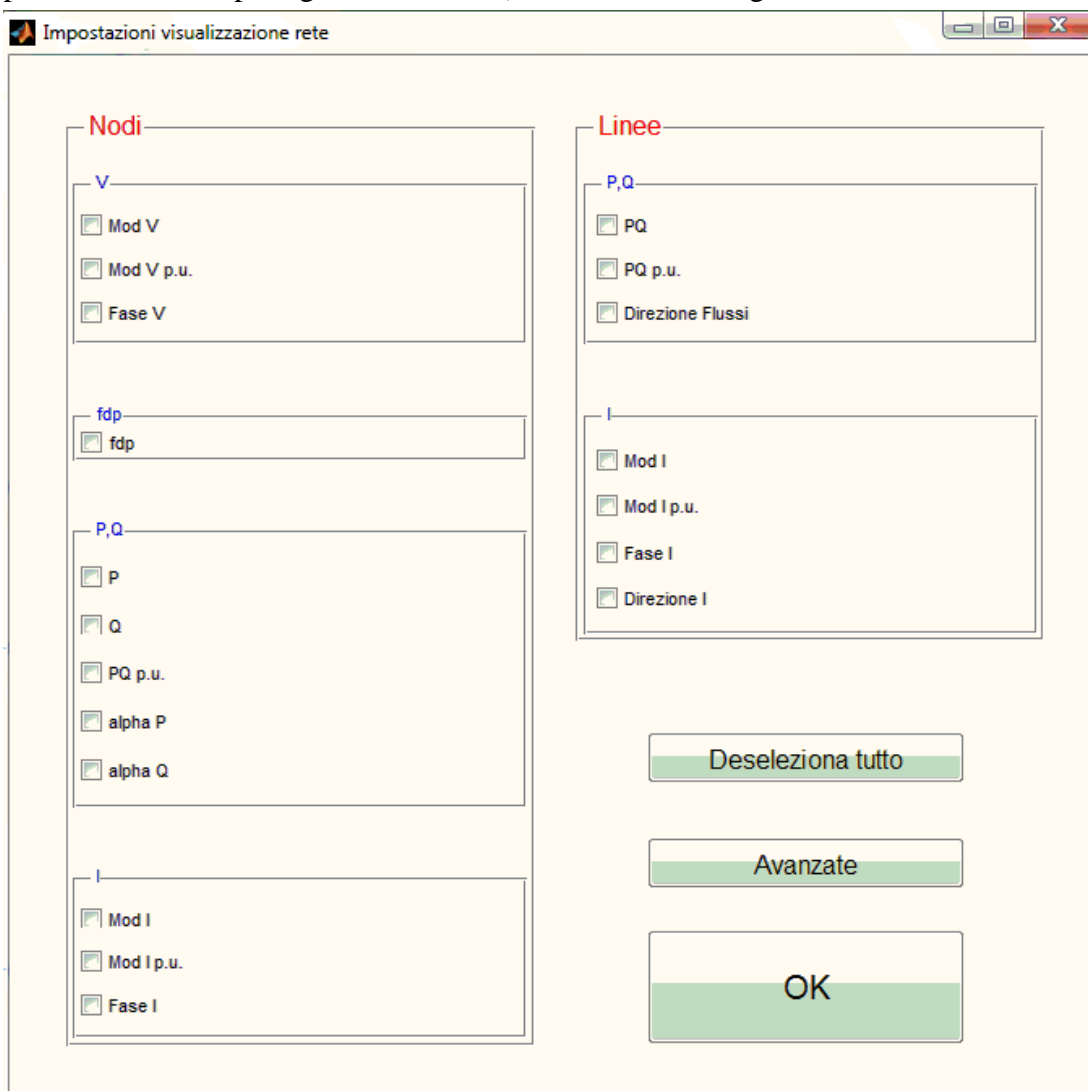 Impostazioni visualizzazione rete
Nodi
V
Mod V
Mod V p.u.
Fase V
fdp
fdp
P,Q
P
Q
PQ p.u.
alpha P
alpha Q
I
Mod I
Mod I p.u.
Fase I
Linee
P,Q
PQ
PQ p.u.
Direzione Flussi
I
Mod I
Mod I p.u.
Fase I
Direzione I
Deseleziona tutto
Avanzate
OK